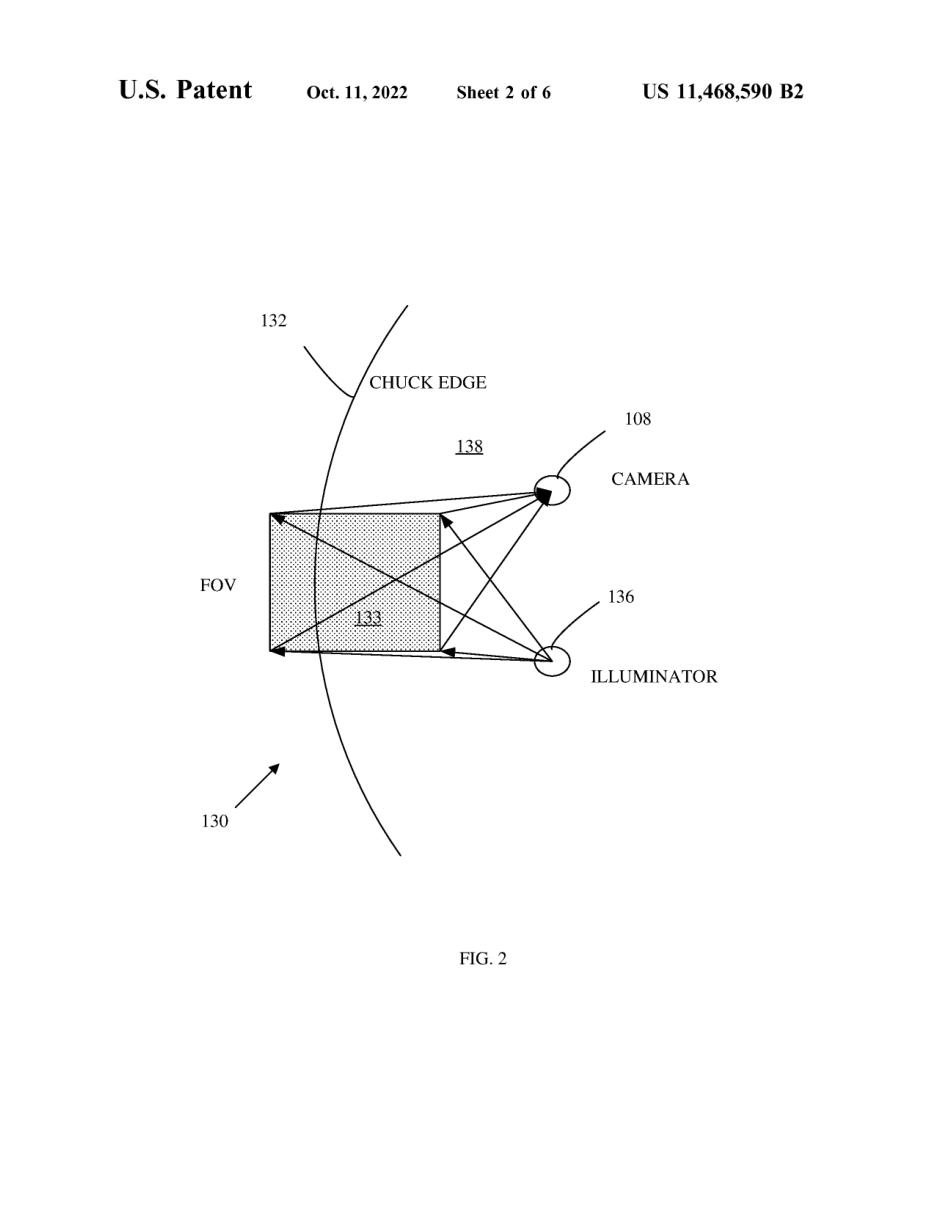 U.S. Patent Oct. 11, 2022 Sheet 2 of 6 US 11,468,590 B2
132
CHUCK EDGE
108
138
CAMERA
FOV
136
133
ILLUMINATOR
130
FIG. 2